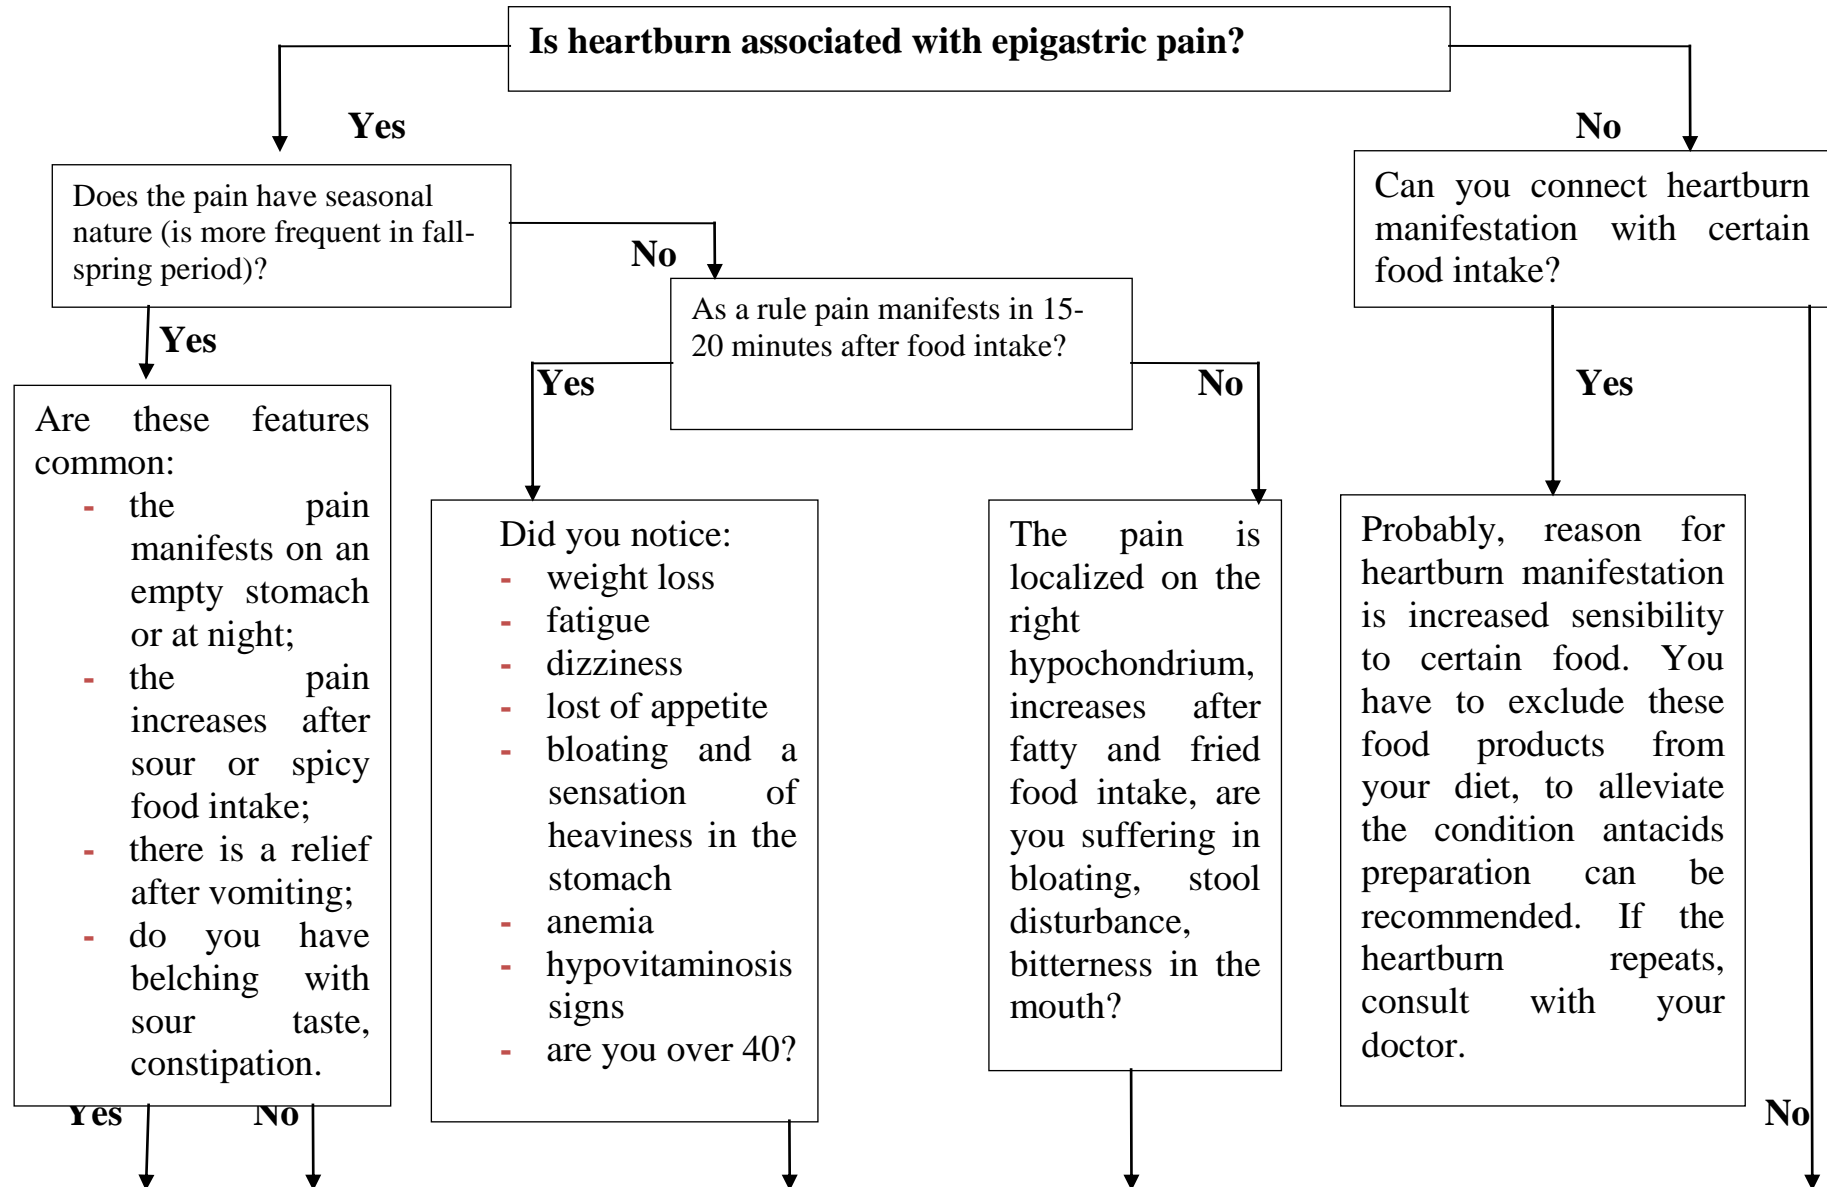 Is heartburn associated with epigastric pain?
Yes
No
Does the pain have seasonal
nature (is more frequent in fall-
spring period)?
Can you connect heartburn
manifestation with certain
food intake?
No
As a rule pain manifests in 15-
20 minutes after food intake?
Yes
Yes
No
Yes
Are these features
common:
- the pain
manifests on an
empty stomach
or at night;
- the pain
increases after
sour or spicy
food intake;
- there is a relief
after vomiting;
- do you have
belching with
sour taste,
constipation.
Did you notice:
- weight loss
- fatigue
- dizziness
- lost of appetite
- bloating and a
sensation of
heaviness in the
stomach
- anemia
- hypovitaminosis
signs
- are you over 40?
The pain is
localized on the
right
hypochondrium,
increases after
fatty and fried
food intake, are
you suffering in
bloating, stool
disturbance,
bitterness in the
mouth?
Probably, reason for
heartburn manifestation
is increased sensibility
to certain food. You
have to exclude these
food products from
your diet, to alleviate
the condition antacids
preparation can be
recommended. If the
heartburn repeats,
consult with your
doctor.
Yes
No
No